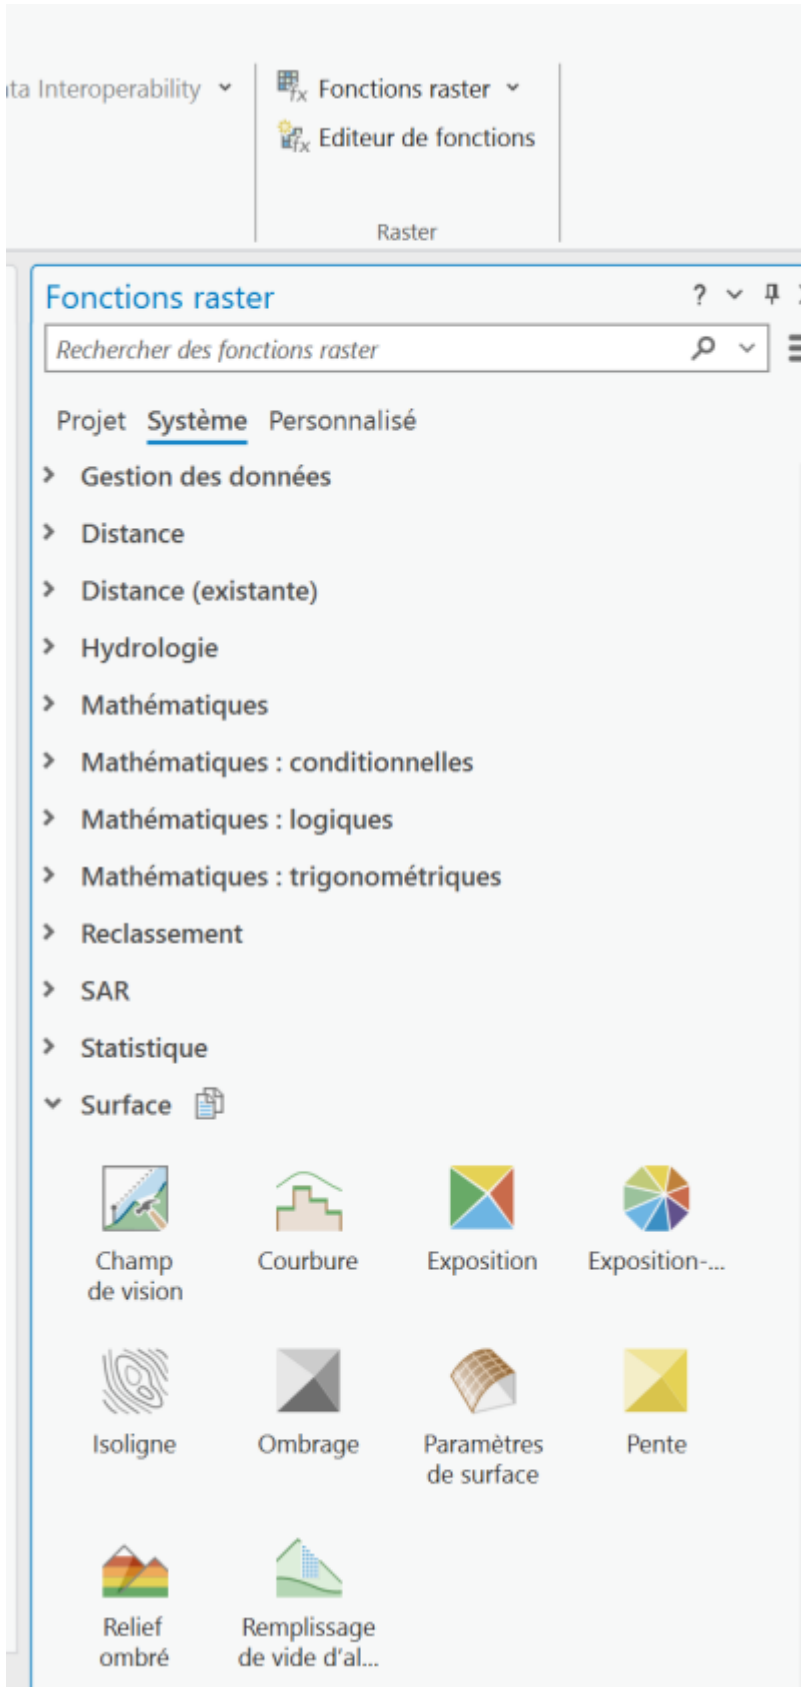 ta Interoperability
Fonctions raster
Editeur de fonctions
Raster
Fonctions raster
Rechercher des fonctions raster
Projet Système Personnalisé
Gestion des données
Distance
Distance (existante)
Hydrologie
Mathématiques
Mathématiques : conditionnelles
Mathématiques : logiques
Mathématiques : trigonométriques
Reclassement
SAR
Statistique
Surface
Champ
de vision
Courbure
Exposition
Exposition-...
Isoligne
Ombrage
Paramètres
de surface
Pente
Relief
ombré
Remplissage
de vide d'al...